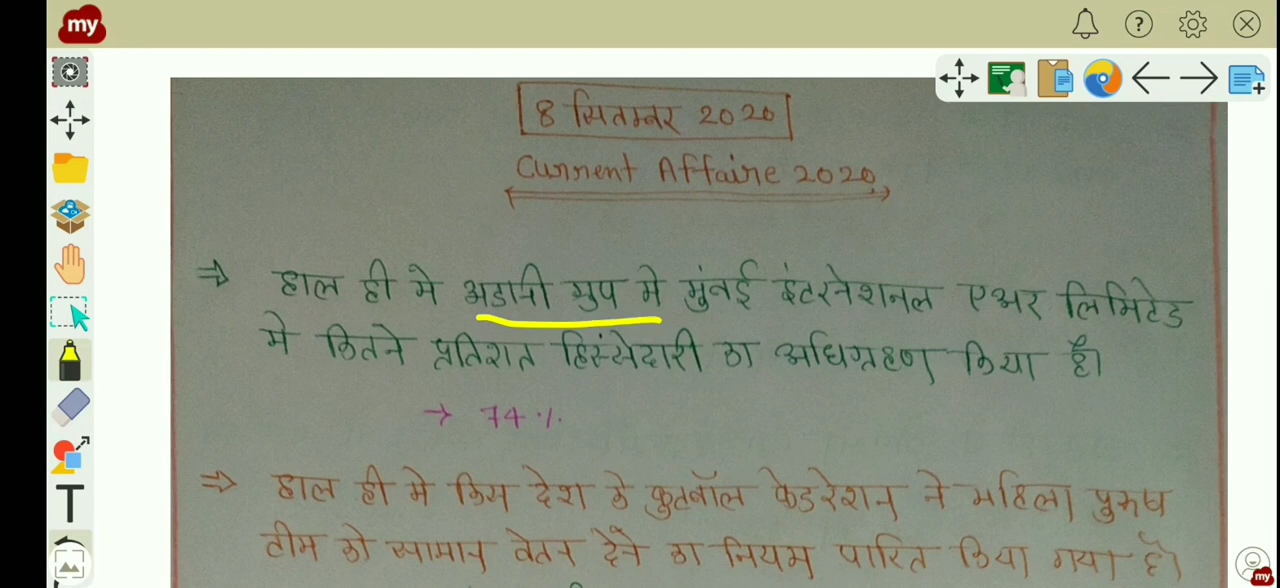 my
?
8 सितम्बर 2020
Current Affaire 2020
⇒ हाल ही मे अडानी ग्रुप मे मुंबई इंटरनेशनल एअर लिमिटेड
मे कितने प्रतिशत हिस्सेदारी का अधिग्रहण किया है।
→ 74%
⇒ हाल ही मे किस देश के फुटबॉल फेडरेशन ने महिला पुरुष
टीम को सामान वेतन देने का नियम पारित किया गया है।
T
my